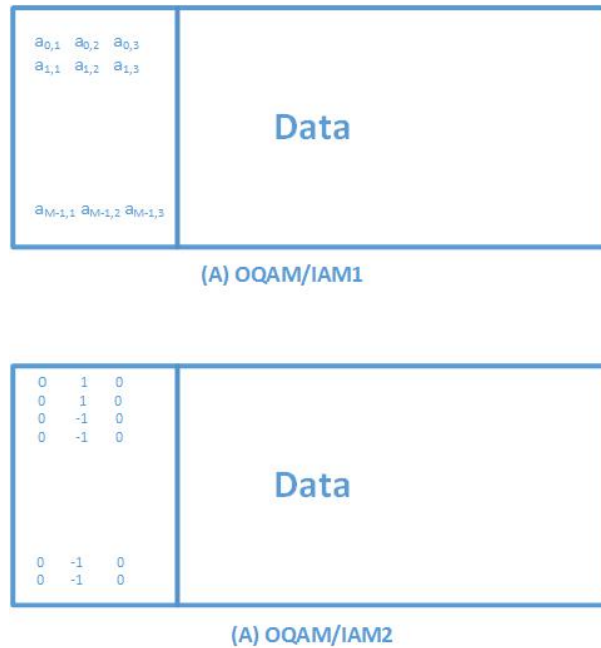 a0,1 a0,2 a0,3
a1,1 a1,2 a1,3
Data
aM-1,1 aM-1,2 aM-1,3
(A) OQAM/IAM1
0 1 0
0 1 0
0 -1 0
0 -1 0
Data
0 -1 0
0 -1 0
(A) OQAM/IAM2